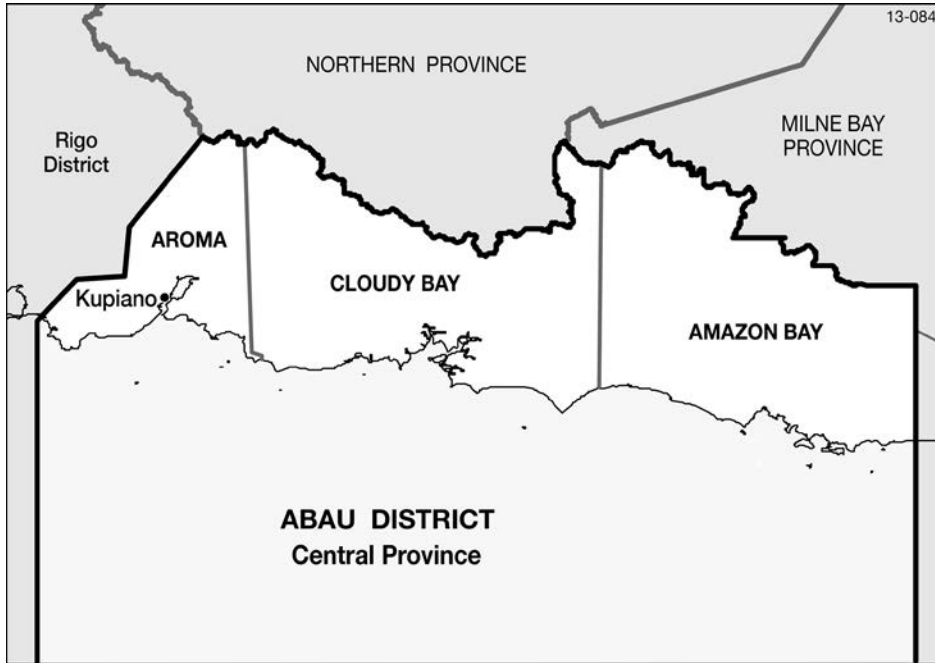 13-084
NORTHERN PROVINCE
Rigo
District
MILNE BAY
PROVINCE
AROMA
CLOUDY BAY
Kupiano
AMAZON BAY
ABAU DISTRICT
Central Province